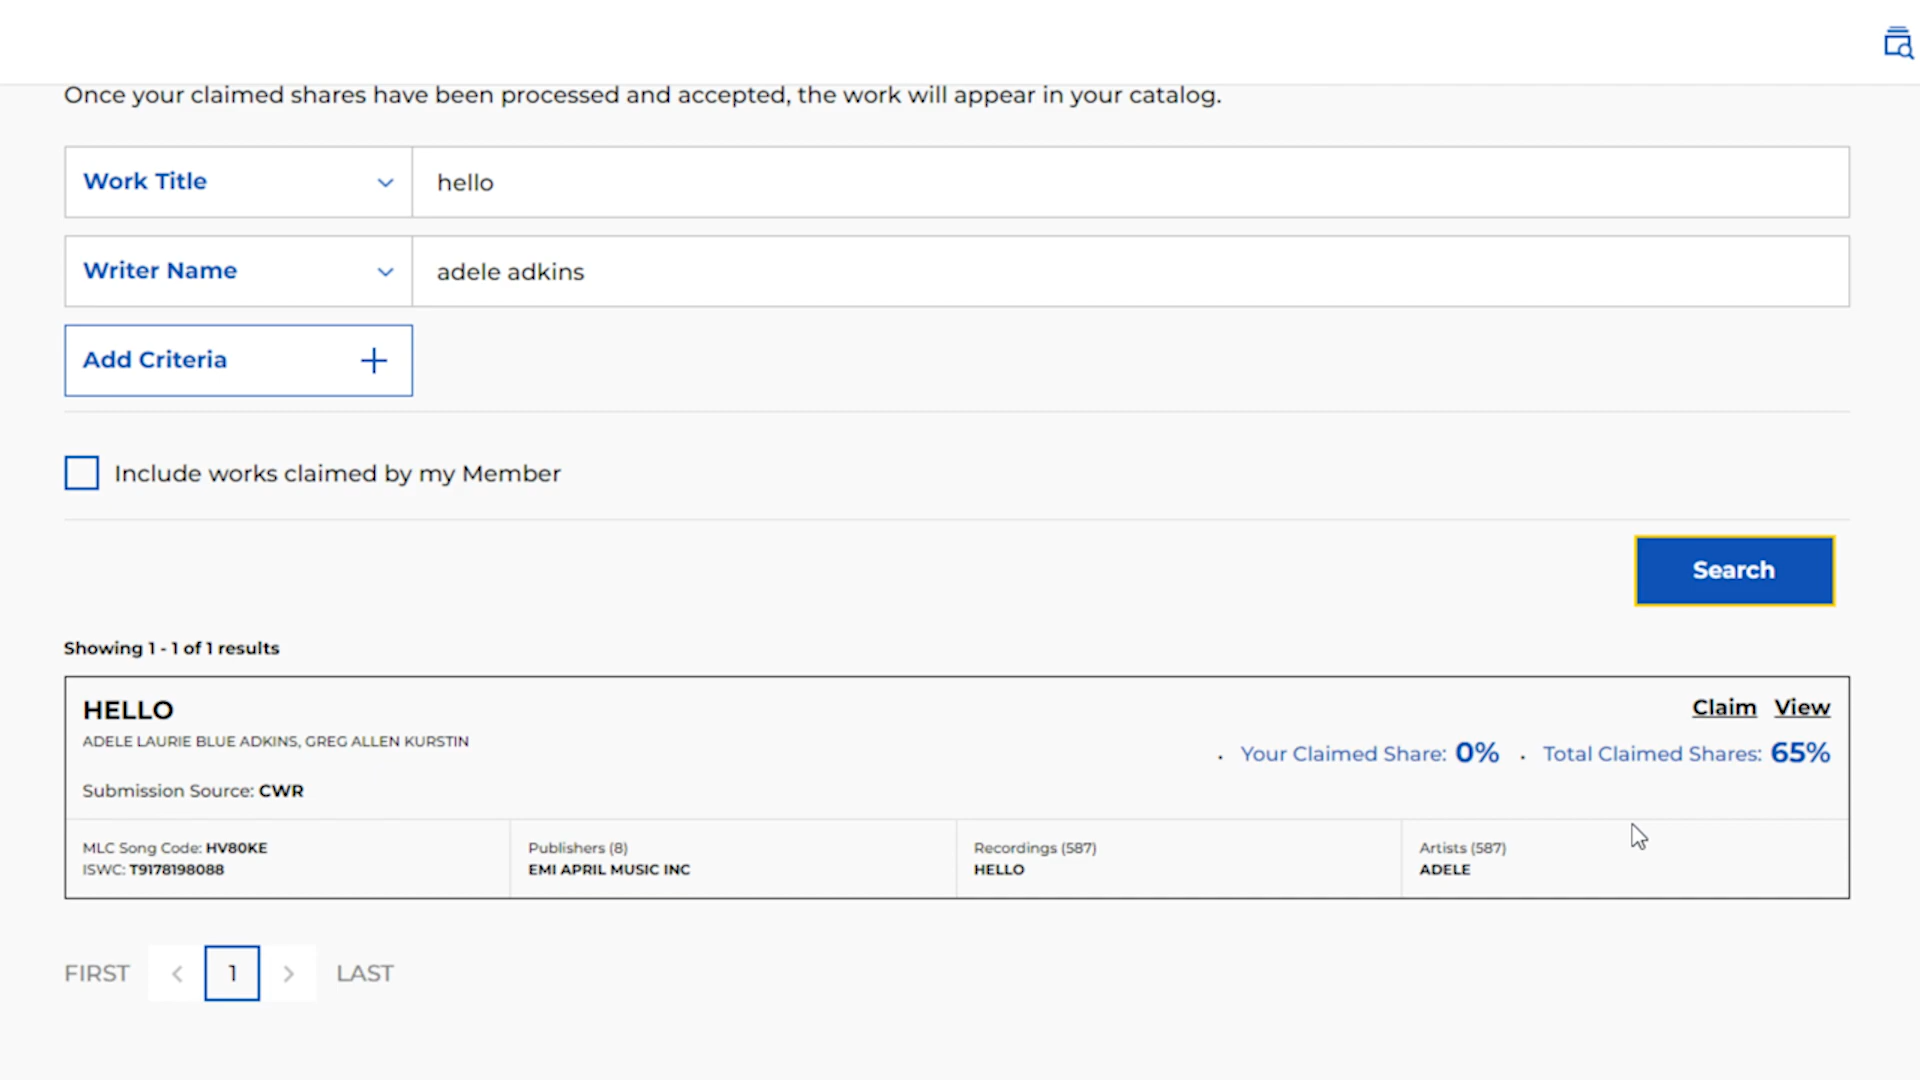 Once your claimed shares have been processed and accepted, the work will appear in your catalog.
Work Title
hello
Writer Name
adele adkins
Add Criteria
Include works claimed by my Member
Search
Showing 1 - 1 of 1 results
HELLO
Claim View
ADELE LAURIE BLUE ADKINS, GREG ALLEN KURSTIN
· Your Claimed Share: 0% · Total Claimed Shares: 65%
Submission Source: CWR
MLC Song Code: HV80KE
ISWC: T9178198088
Publishers (8)
EMI APRIL MUSIC INC
Recordings (587)
HELLO
Artists (587)
ADELE
FIRST < 1 > LAST